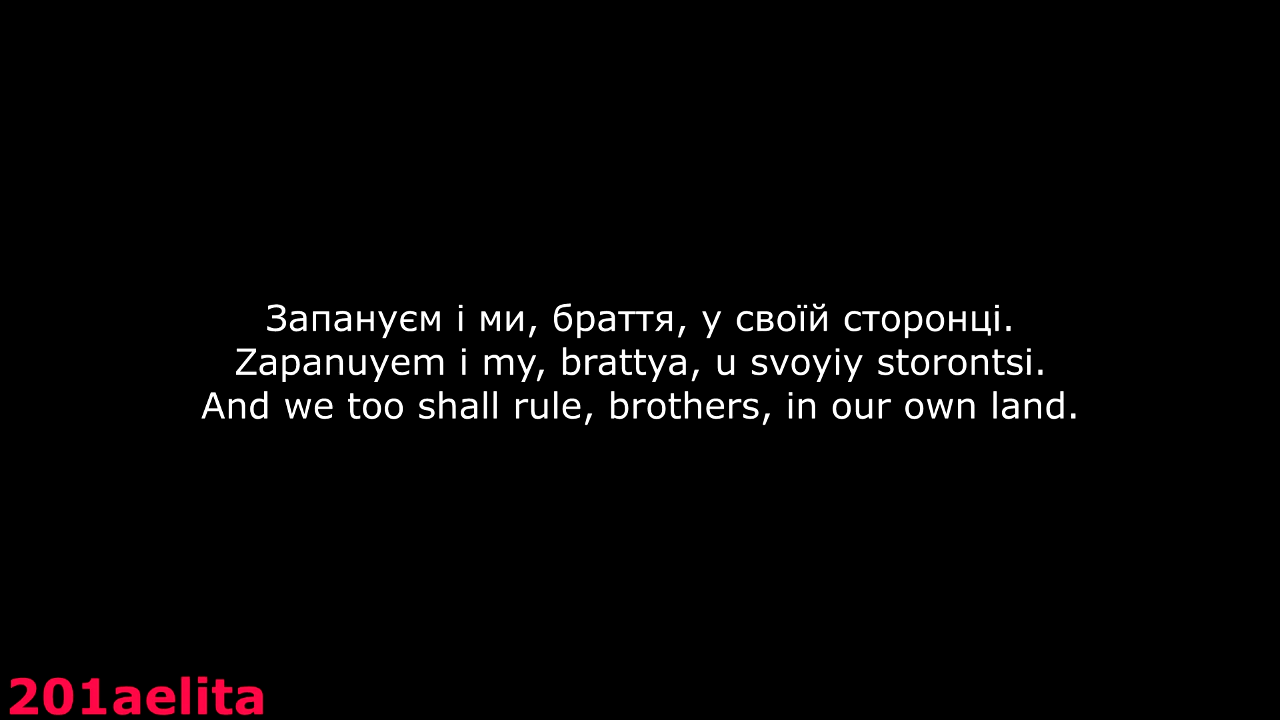 Запануєм і ми, браття, у своїй сторонці.
Zapanuyem i my, brattya, u svoyiy storontsi.
And we too shall rule, brothers, in our own land.
201aelita